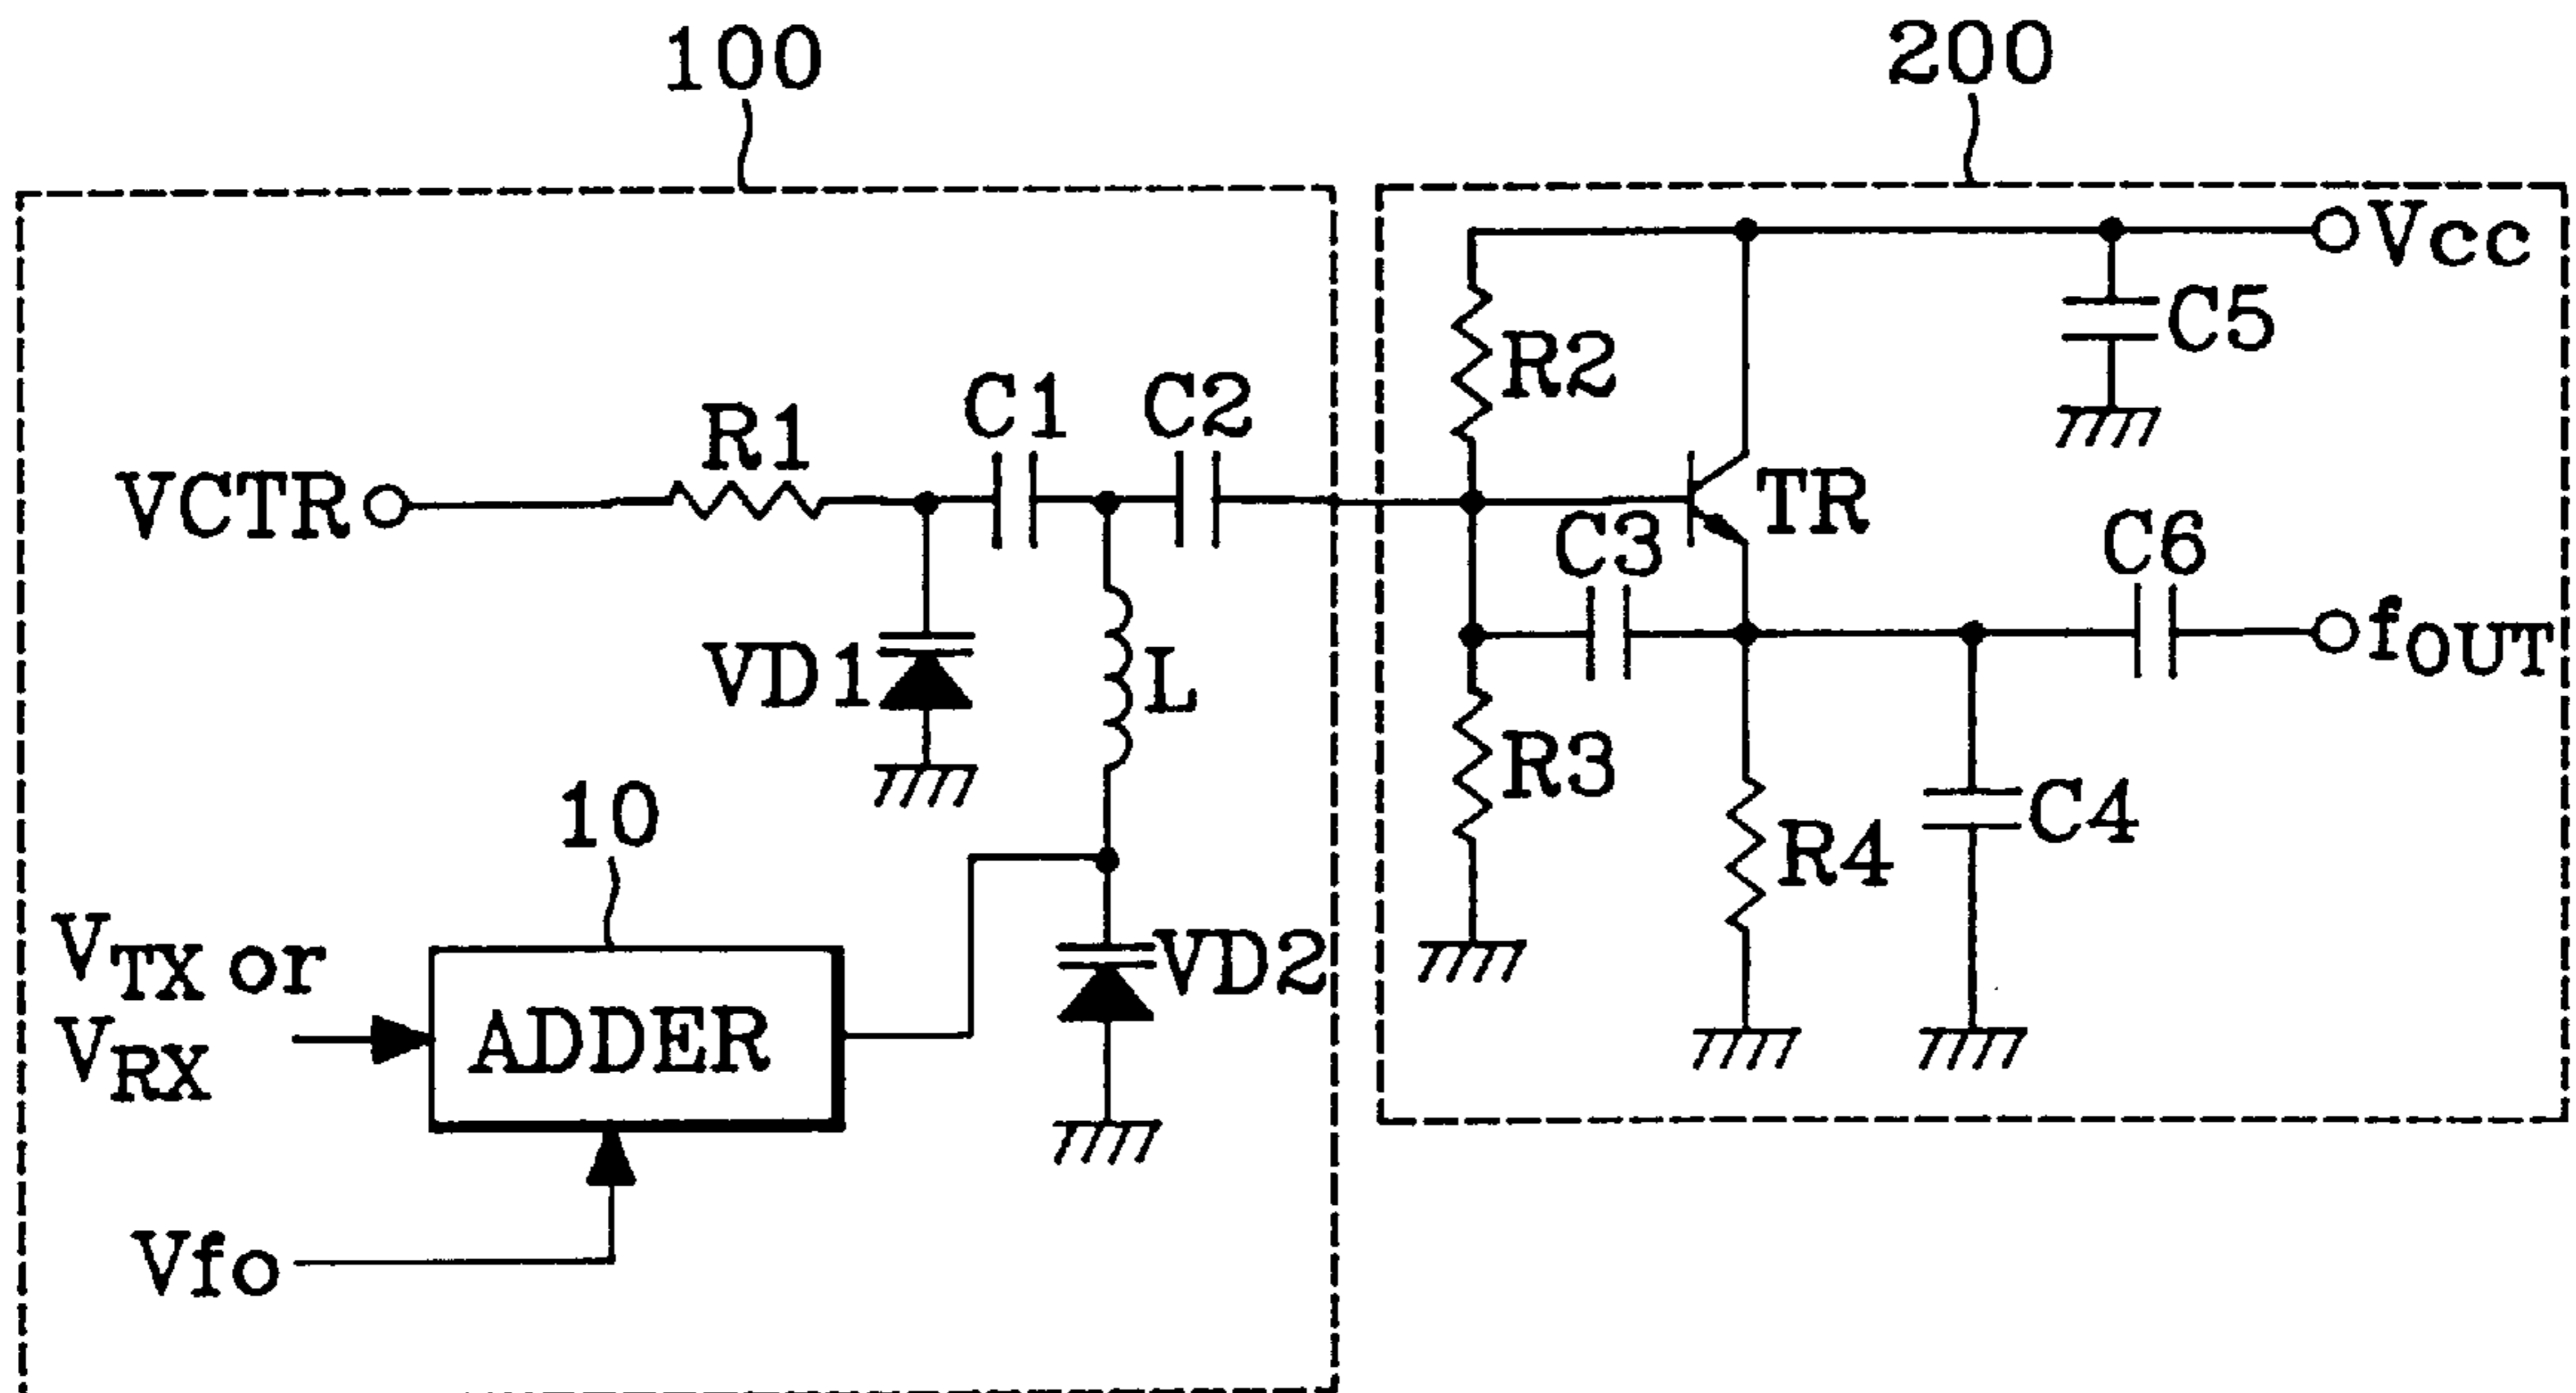 100
200
Vcc
C5
R2
C1
C2
R1
VCTR
TR
C3
C6
fOUT
VD1
L
R3
10
C4
R4
VTX or
VRX
VD2
ADDER
Vfo